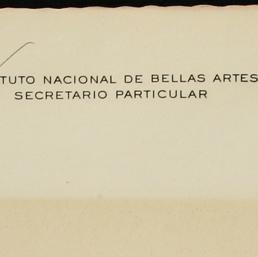 TUTO NACIONAL DE BELLAS ARTES
SECRETARIO PARTICULAR